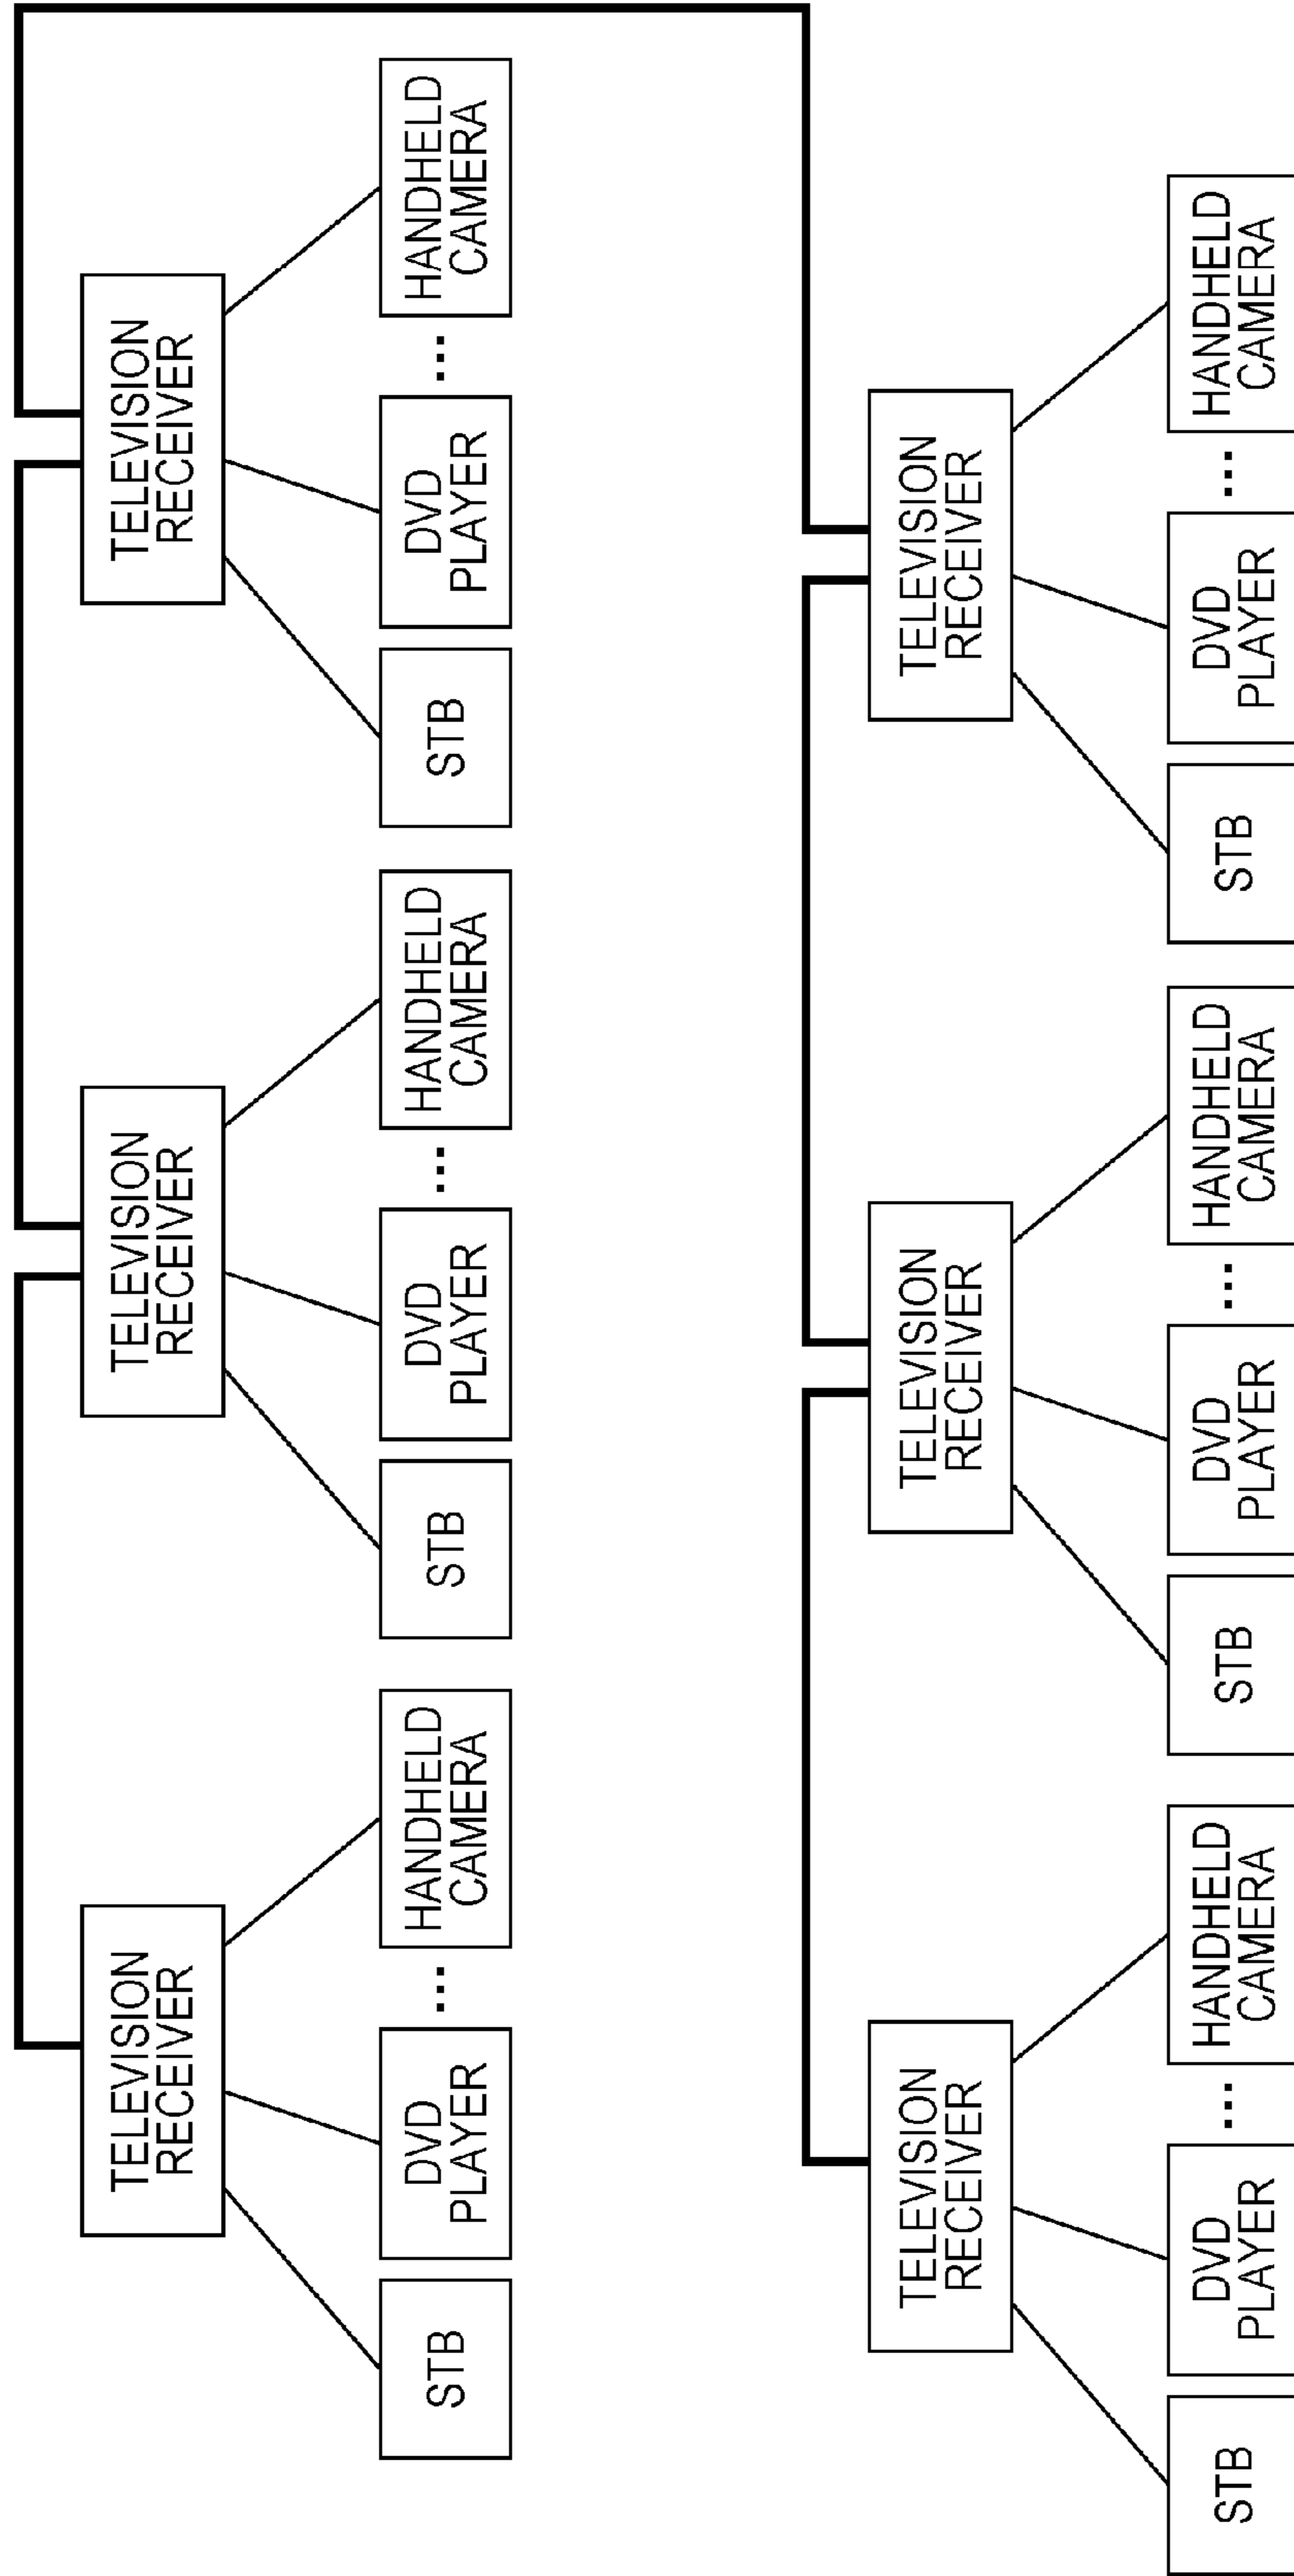 TELEVISION
RECEIVER
STB
DVD
PLAYER
...
HANDHELD
CAMERA
TELEVISION
RECEIVER
STB
DVD
PLAYER
...
HANDHELD
CAMERA
TELEVISION
RECEIVER
STB
DVD
PLAYER
...
HANDHELD
CAMERA
TELEVISION
RECEIVER
STB
DVD
PLAYER
...
HANDHELD
CAMERA
TELEVISION
RECEIVER
STB
DVD
PLAYER
...
HANDHELD
CAMERA
TELEVISION
RECEIVER
STB
DVD
PLAYER
...
HANDHELD
CAMERA